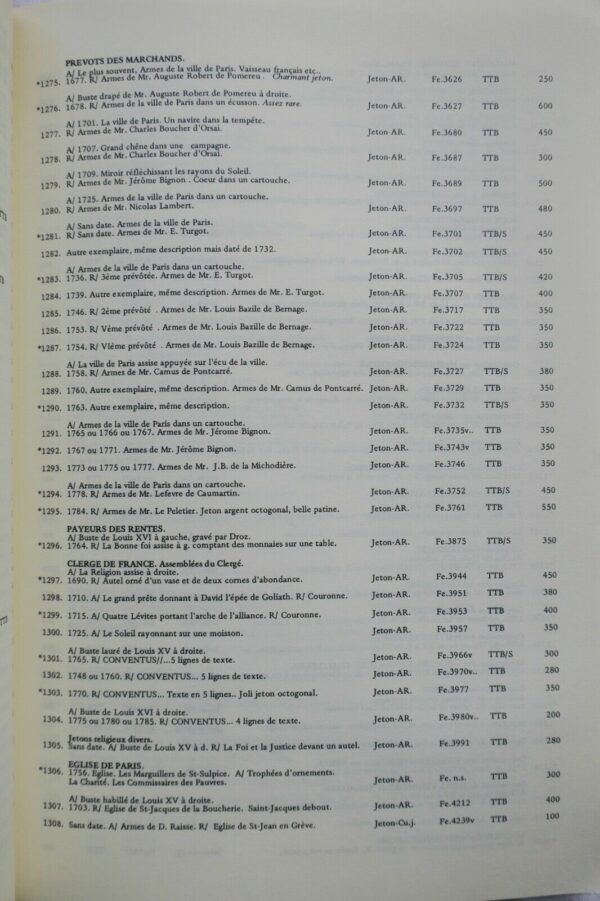 PREVOTS DES MARCHANDS.
A/ Le plus souvent, Armes de la ville de Paris. Vaisseau français etc..
*1275. 1677. R/ Armes de Mr. Auguste Robert de Pomereu . Charmant jeton. Jeton-AR. Fe.3626 TTB 250
A/ Buste drapé de Mr. Auguste Robert de Pomereu à droite.
*1276. 1678. R/ Armes de la ville de Paris dans un écusson. Assez rare. Jeton-AR. Fe.3627 TTB 600
A/ 1701. La ville de Paris. Un navire dans la tempête.
1277. R/ Armes de Mr. Charles Boucher d'Orsai. Jeton-AR. Fe.3680 TTB 450
A/ 1707. Grand chêne dans une campagne.
1278. R/ Armes de Mr. Charles Boucher d'Orsai. Jeton-AR. Fe.3687 TTB 300
A/ 1709. Miroir réfléchissant les rayons du Soleil.
1279. R/ Armes de Mr. Jérôme Bignon . Coeur dans un cartouche. Jeton-AR. Fe.3689 TTB 500
A/ 1725. Armes de la ville de Paris dans un cartouche.
1280. R/ Armes de Mr. Nicolas Lambert. Jeton-AR. Fe.3697 TTB 480
A/ Sans date. Armes de la ville de Paris.
*1281. R/ Sans date. Armes de Mr. E. Turgot. Jeton-AR. Fe.3701 TTB/S 450
1282. Autre exemplaire, même description mais daté de 1732. Jeton-AR. Fe.3702 TTB/S 450
A/ Armes de la ville de Paris dans un cartouche.
*1283. 1736. R/ 3ème prévôtée. Armes de Mr. E. Turgot. Jeton-AR. Fe.3705 TTB/S 420
1284. 1739. Autre exemplaire, même description. Armes de Mr. E. Turgot. Jeton-AR. Fe.3707 TTB 400
1285. 1746. R/ 2ème prévôté . Armes de Mr. Louis Bazile de Bernage. Jeton-AR. Fe.3717 TTB 350
1286. 1753. R/ Vème prévôté . Armes de Mr. Louis Bazille de Bernage. Jeton-AR. Fe.3722 TTB 350
*1287. 1754. R/ VIème prévôté . Armes de Mr. Louis Bazille de Bernage. Jeton-AR. Fe.3724 TTB 350
A/ La ville de Paris assise appuyée sur l'écu de la ville.
1288. 1758. R/ Armes de Mr. Camus de Pontcarré. Jeton-AR. Fe.3727 TTB/S 380
1289. 1760. Autre exemplaire, même description. Armes de Mr. Camus de Pontcarré. Jeton-AR. Fe.3729 TTB 350
*1290. 1763. Autre exemplaire, même description. Jeton-AR. Fe.3732 TTB/S 350
A/ Armes de la ville de Paris dans un cartouche.
1291. 1765 ou 1766 ou 1767. Armes de Mr. Jérome Bignon. Jeton-AR. Fe.3735v.. TTB 350
*1292. 1767 ou 1771. Armes de Mr. Jérôme Bignon. Jeton-AR. Fe.3743v TTB 350
1293. 1773 ou 1775 ou 1777. Armes de Mr. J.B. de la Michodière. Jeton-AR. Fe.3746 TTB 350
A/ Armes de la ville de Paris dans un cartouche.
*1294. 1778. R/ Armes de Mr. Lefevre de Caumartin. Jeton-AR. Fe.3752 TTB/S 450
*1295. 1784. R/ Armes de Mr. Le Peletier. Jeton argent octogonal, belle patine. Jeton-AR. Fe.3761 TTB 550
PAYEURS DES RENTES.
A/ Buste de Louis XVI à gauche, gravé par Droz.
*1296. 1764. R/ La Bonne foi assise à g. comptant des monnaies sur une table. Jeton-AR. Fe.3875 TTB/S 350
CLERGE DE FRANCE. Assemblées du Clergé.
A/ La Religion assise à droite.
*1297. 1690. R/ Autel orné d'un vase et de deux cornes d'abondance. Jeton-AR. Fe.3944 TTB 450
1298. 1710. A/ Le grand prête donnant à David l'épée de Goliath. R/ Couronne. Jeton-AR. Fe.3951 TTB 380
*1299. 1715. A/ Quatre Lévites portant l'arche de l'alliance. R/ Couronne. Jeton-AR. Fe.3953 TTB 400
1300. 1725. A/ Le Soleil rayonnant sur une moisson. Jeton-AR. Fe.3957 TTB 350
A/ Buste lauré de Louis XV à droite.
*1301. 1765. R/ CONVENTUS//...5 lignes de texte. Jeton-AR. Fe.3966v TTB/S 300
1302. 1748 ou 1760. R/ CONVENTUS... 5 lignes de texte. Jeton-AR. Fe.3970v.. TTB 280
*1303. 1770. R/ CONVENTUS... Texte en 5 lignes.. Joli jeton octogonal. Jeton-AR. Fe.3977 TTB 350
A/ Buste de Louis XVI à droite.
1304. 1775 ou 1780 ou 1785. R/ CONVENTUS... 4 lignes de texte. Jeton-AR. Fe.3980v.. TTB 200
Jetons religieux divers.
1305. Sans date. A/ Buste de Louis XV à d. R/ La Foi et la Justice devant un autel. Jeton-AR. Fe.3991 TTB 280
EGLISE DE PARIS.
*1306. 1756. Eglise. Les Marguillers de St-Sulpice. A/ Trophées d'ornements.
La Charité. Les Commissaires des Pauvres. Jeton-AR. Fe. n.s. TTB 300
A/ Buste habillé de Louis XV à droite.
1307. 1703. R/ Eglise de St-Jacques de la Boucherie. Saint-Jacques debout. Jeton-AR. Fe.4212 TTB 400
1308. Sans date. A/ Armes de D. Raisse. R/ Eglise de St-Jean en Grève. Jeton-Cu.j. Fe.4239v TTB 100